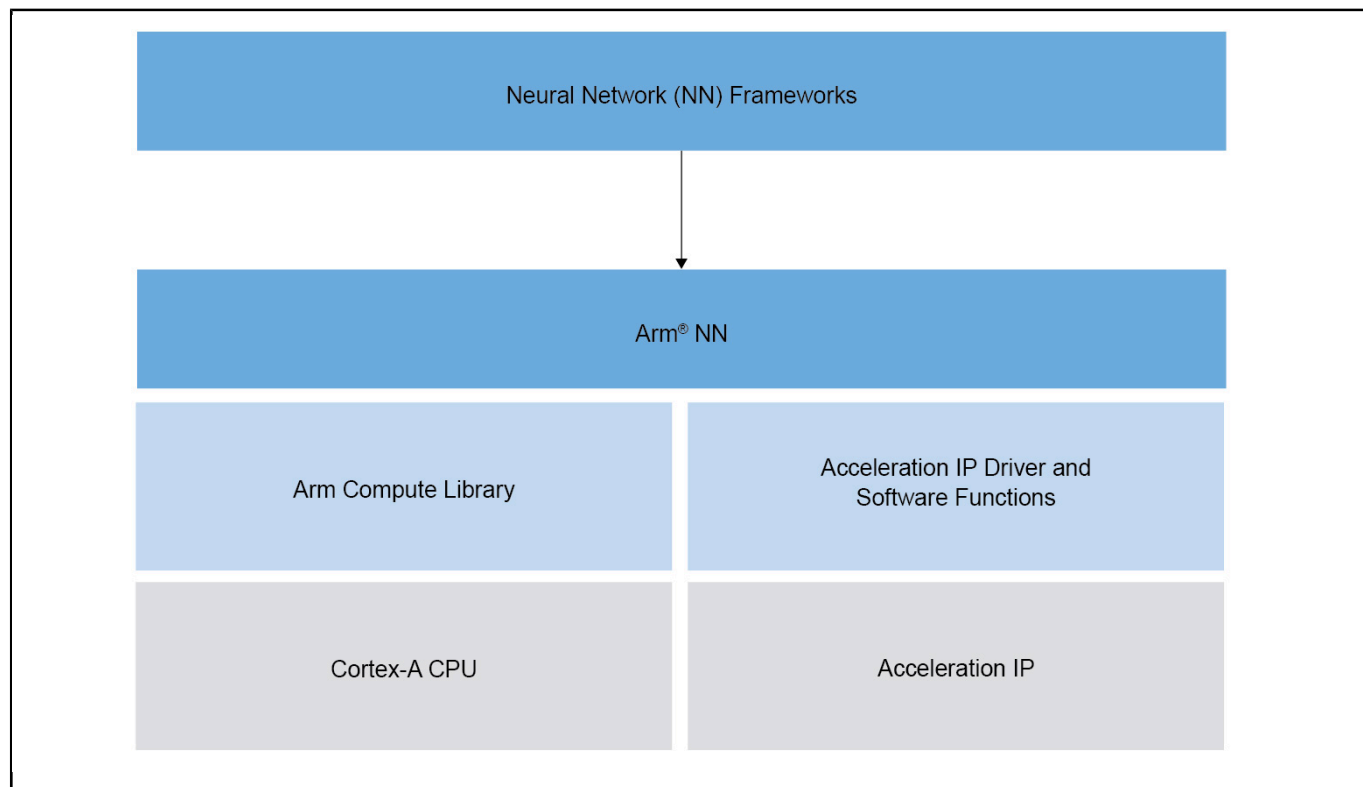 Neural Network (NN) Frameworks
Arm® NN
Arm Compute Library
Acceleration IP Driver and
Software Functions
Cortex-A CPU
Acceleration IP